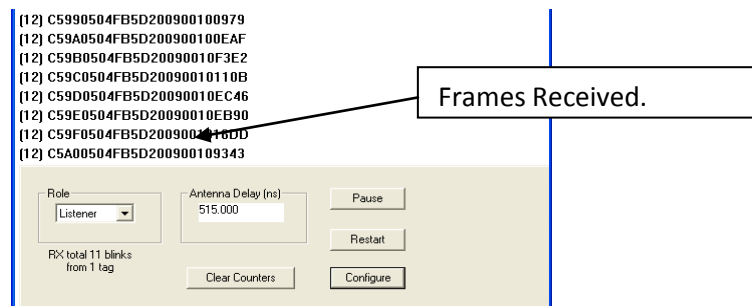 (12) C5990504FB5D200900100979
(12) C59A0504FB5D200900100EAF
(12) C59B0504FB5D20090010F3E2
(12) C59C0504FB5D20090010110B
(12) C59D0504FB5D20090010EC46
(12) C59E0504FB5D20090010EB90
(12) C5A00504FB5D200900109343
Frames Received.
Role
Listener
Antenna Delay (ns)
515.000
Pause
Restart
RX total 11 blinks
from 1 tag
Clear Counters
Configure